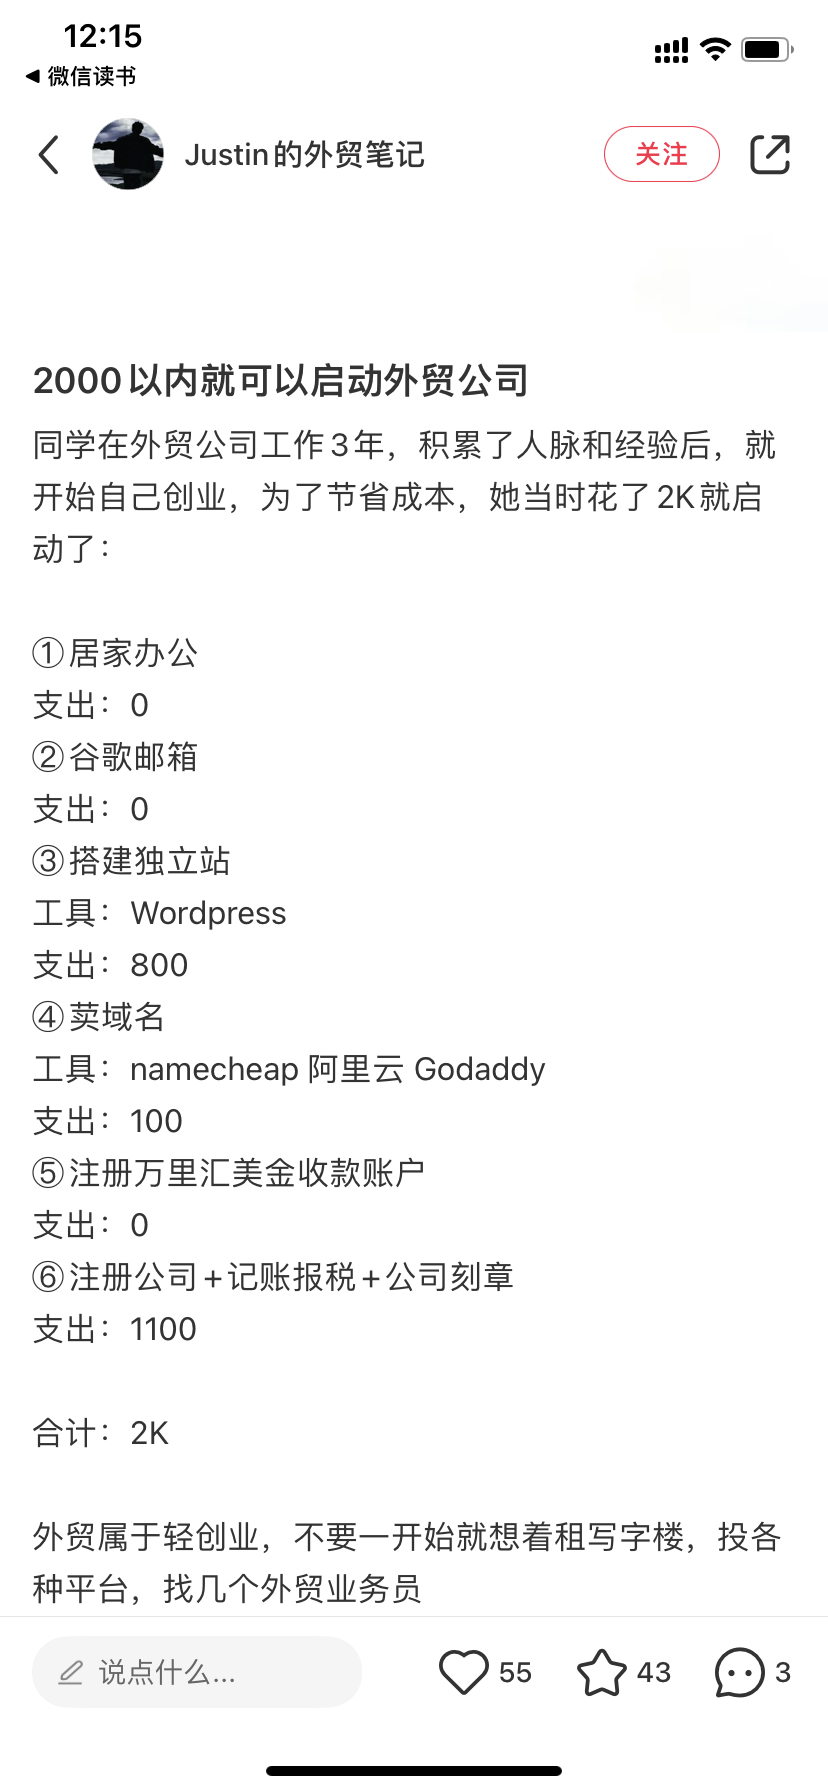 12:15
◀ 微信读书
Justin的外贸笔记
关注
2000以内就可以启动外贸公司
同学在外贸公司工作3年，积累了人脉和经验后，就
开始自己创业，为了节省成本，她当时花了2K就启
动了：
①居家办公
支出：0
②谷歌邮箱
支出：0
③搭建独立站
工具：Wordpress
支出：800
④荬域名
工具：namecheap 阿里云 Godaddy
支出：100
⑤注册万里汇美金收款账户
支出：0
⑥注册公司+记账报税+公司刻章
支出：1100
合计：2K
外贸属于轻创业，不要一开始就想着租写字楼，投各
种平台，找几个外贸业务员
说点什么...
55
43
3